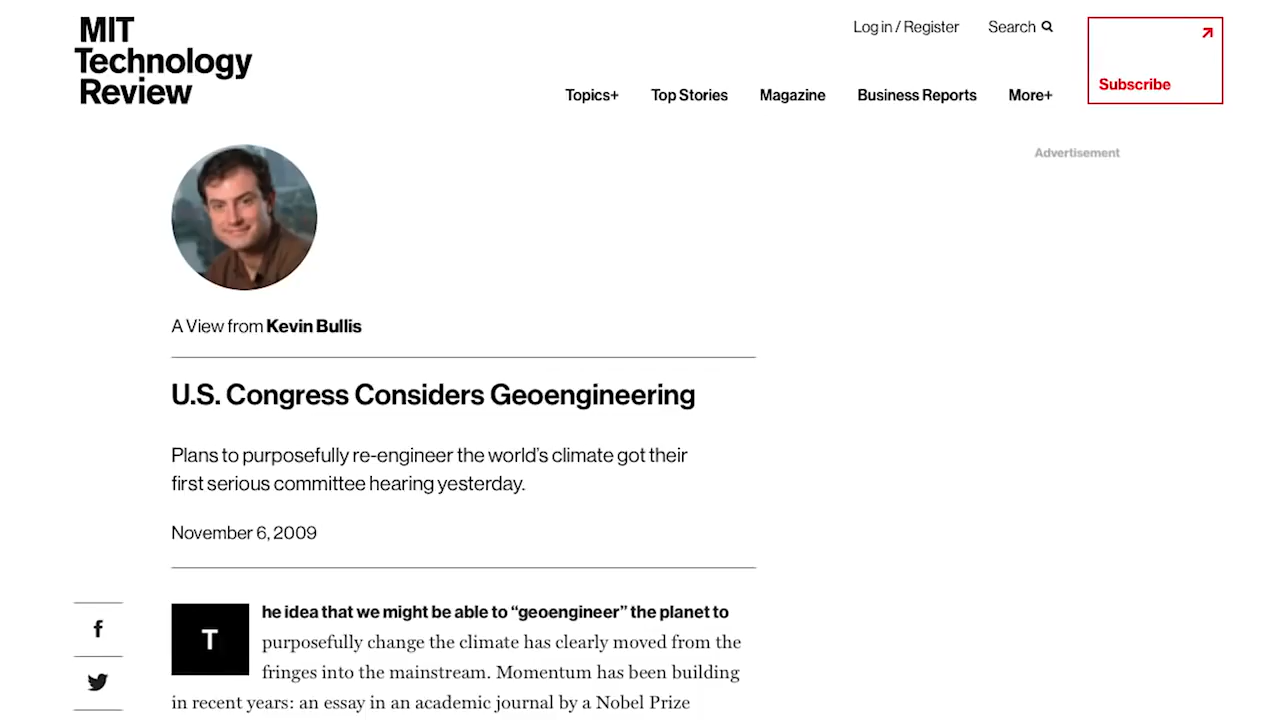 MIT
Technology
Review
Log in / Register
Search
Subscribe
Topics+
Top Stories
Magazine
Business Reports
More+
Advertisement
A View from Kevin Bullis
U.S. Congress Considers Geoengineering
Plans to purposefully re-engineer the world’s climate got their
first serious committee hearing yesterday.
November 6, 2009
The idea that we might be able to “geoengineer” the planet to
purposefully change the climate has clearly moved from the
fringes into the mainstream. Momentum has been building
in recent years: an essay in an academic journal by a Nobel Prize